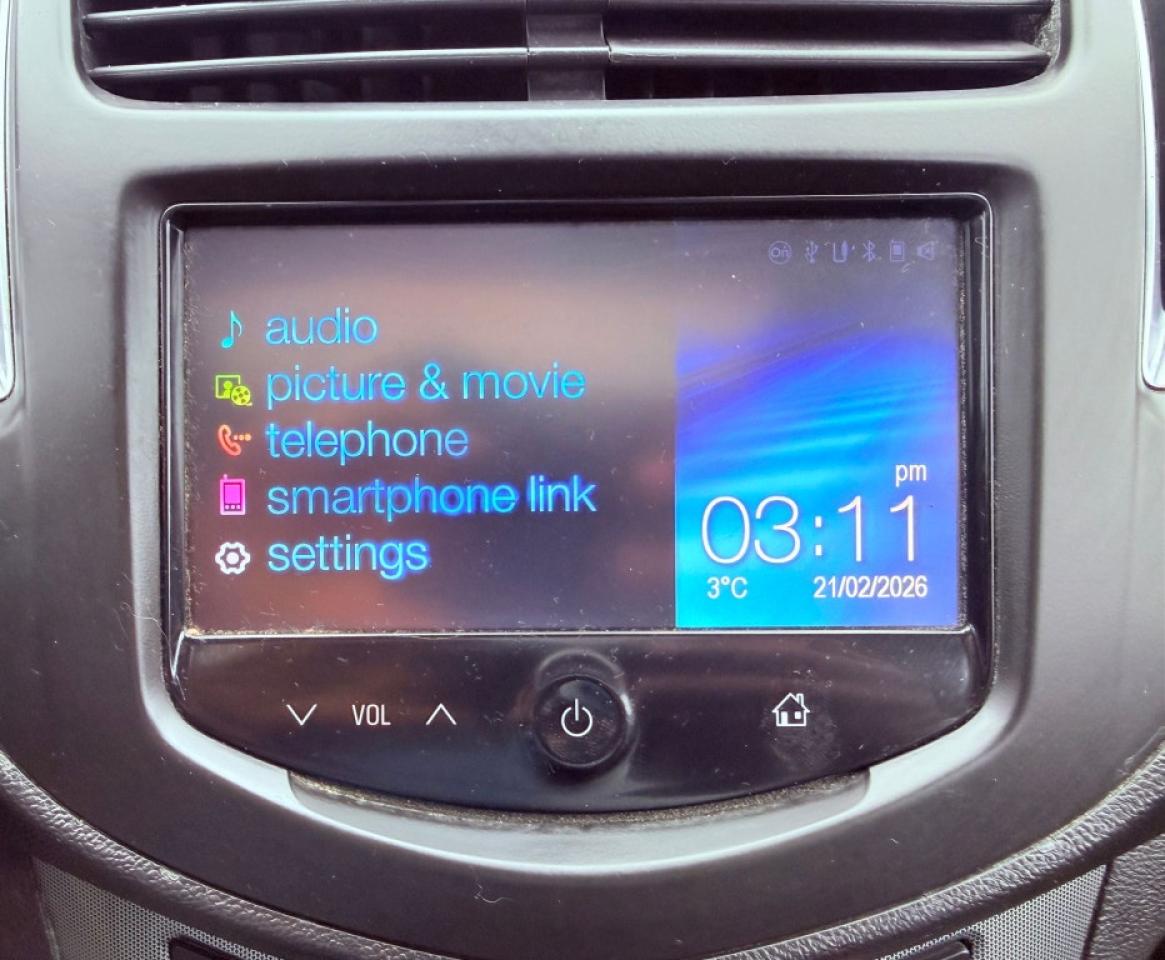 audio
picture & movie
telephone
smartphone link
settings
pm
03:11
3°C 21/02/2026
VOL